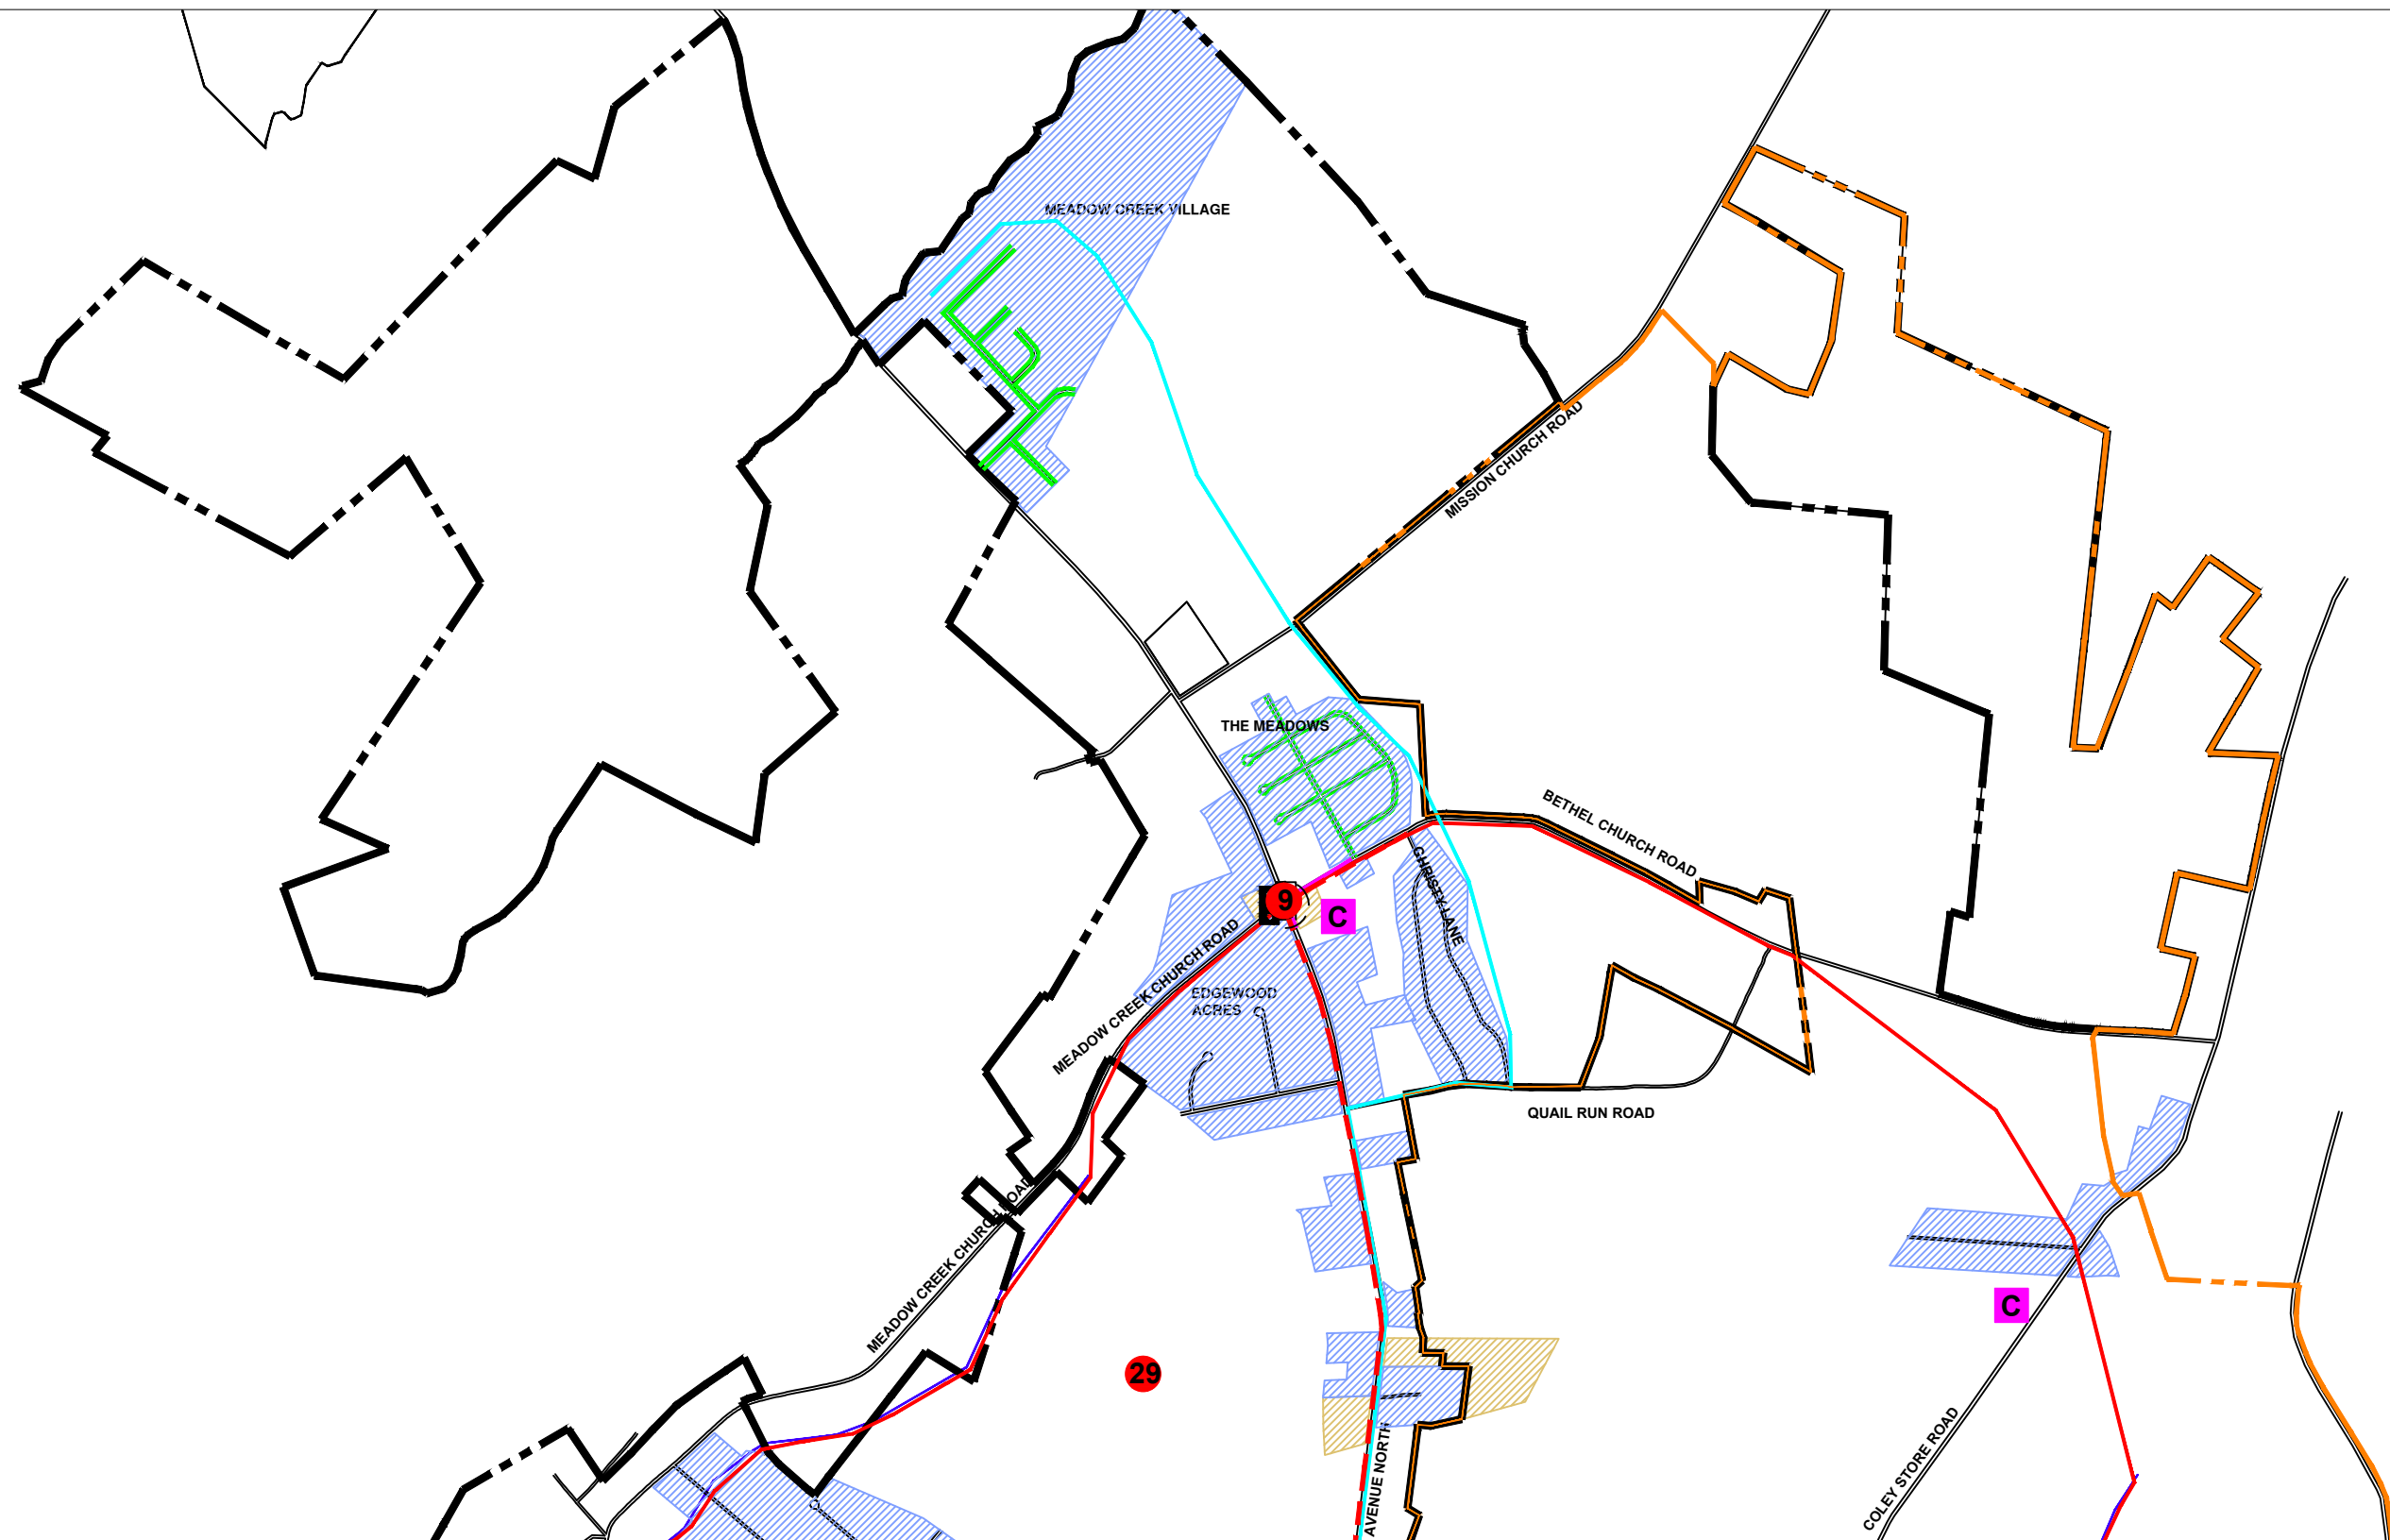 MEADOW CREEK VILLAGE
MISSION CHURCH ROAD
THE MEADOWS
BETHEL CHURCH ROAD
CHRISTY LANE
9
C
MEADOW CREEK CHURCH ROAD
EDGEWOOD
ACRES
QUAIL RUN ROAD
MEADOW CREEK CHURCH ROAD
C
29
AVENUE NORTH
COLEY STORE ROAD